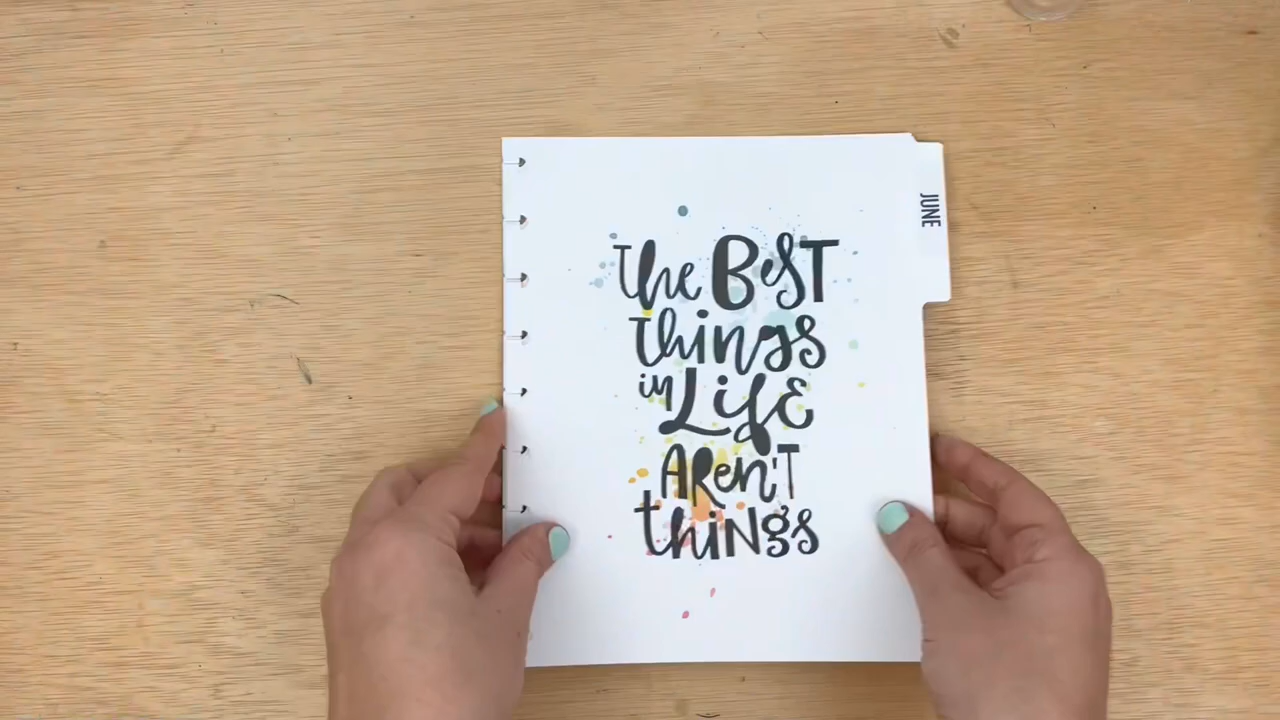 JUNE
The BesT
things
in Life
ARen'T
thiNgs